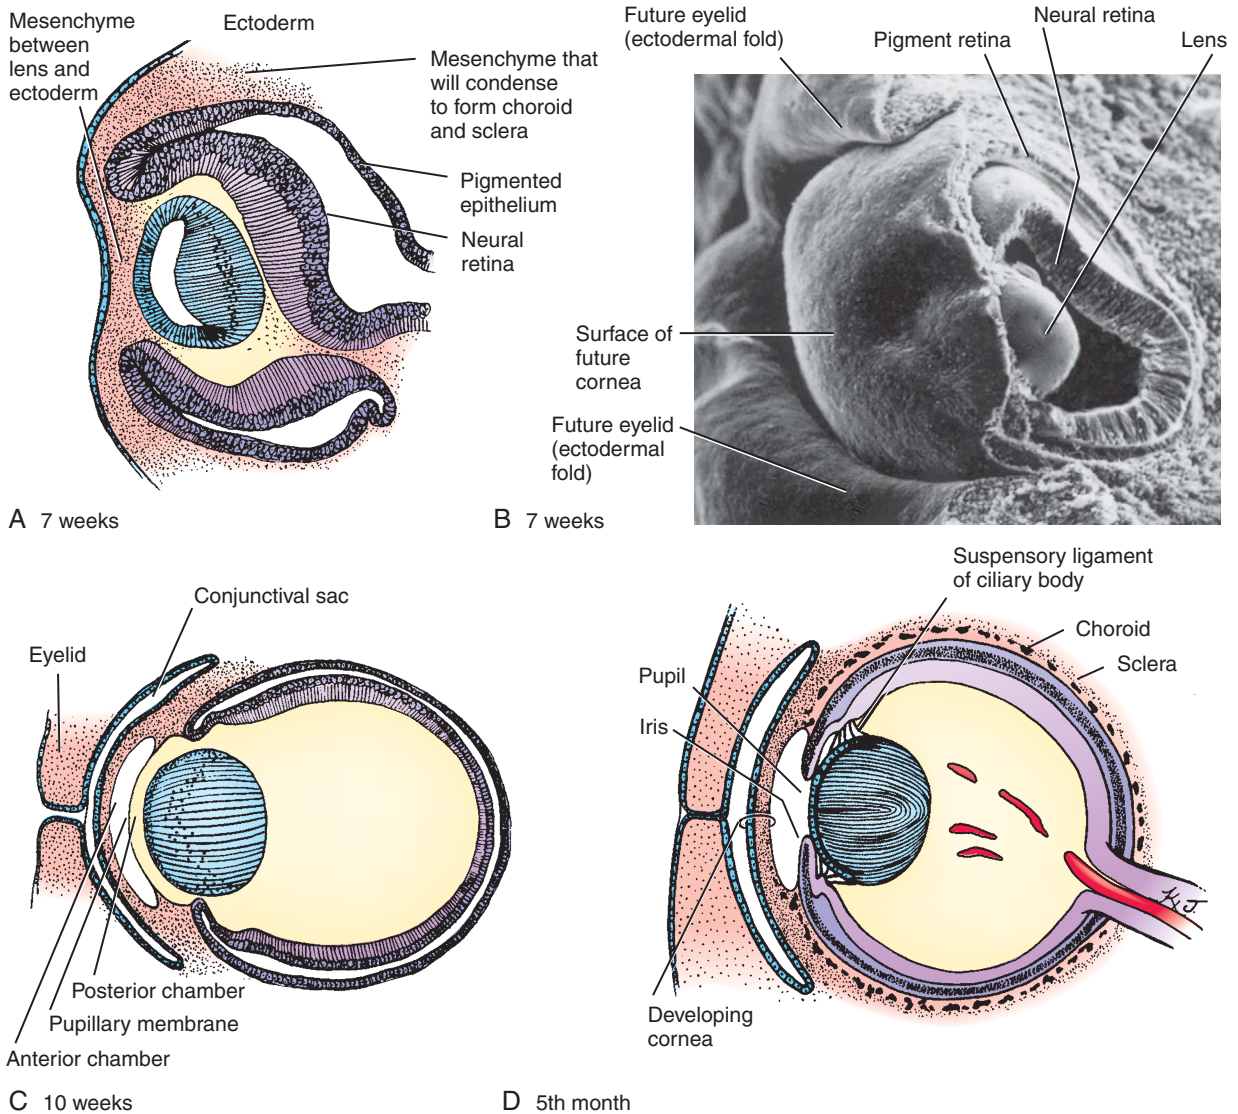 Mesenchyme
between
lens and
ectoderm
Ectoderm
Mesenchyme that
will condense
to form choroid
and sclera
Pigmented
epithelium
Neural
retina
A 7 weeks
Future eyelid
(ectodermal fold)
Neural retina
Pigment retina
Lens
Surface of
future
cornea
Future eyelid
(ectodermal
fold)
B 7 weeks
Conjunctival sac
Eyelid
Posterior chamber
Pupillary membrane
Anterior chamber
C 10 weeks
Suspensory ligament
of ciliary body
Choroid
Sclera
Pupil
Iris
Developing
cornea
D 5th month